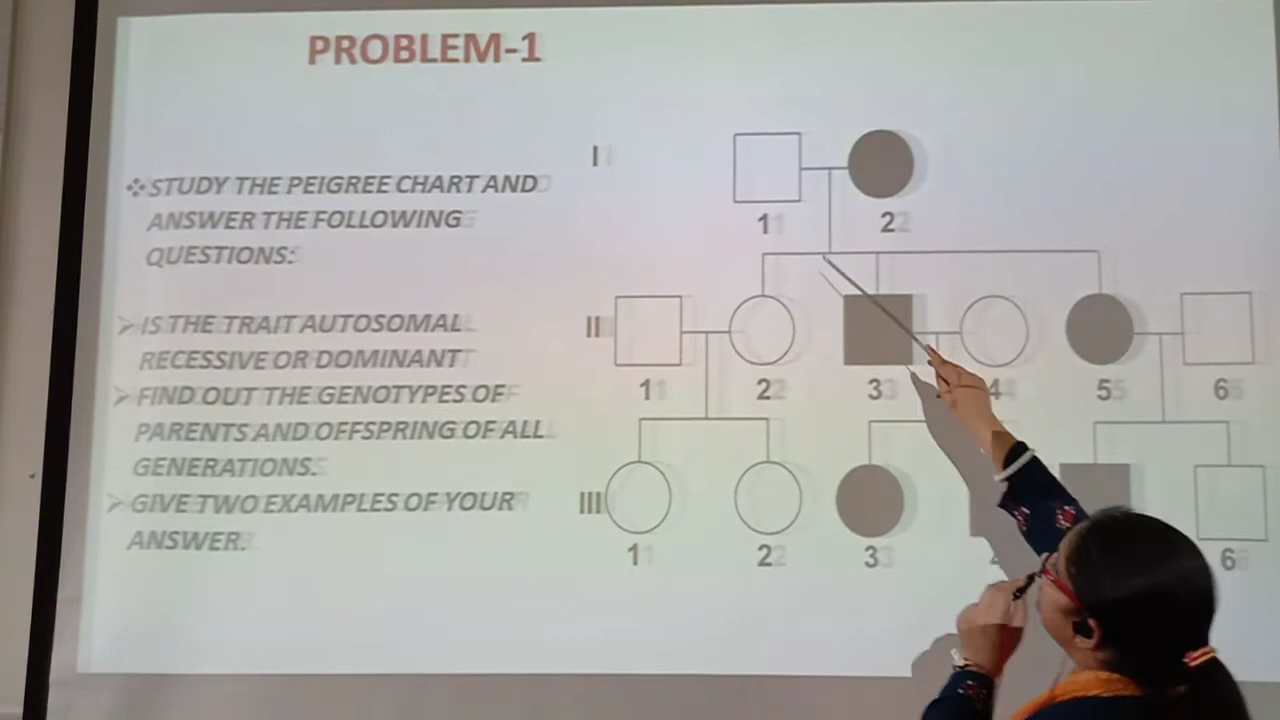 PROBLEM-1
❖STUDY THE PEIGREE CHART AND
ANSWER THE FOLLOWING
QUESTIONS:
➢IS THE TRAIT AUTOSOMAL
RECESSIVE OR DOMINANT
➢FIND OUT THE GENOTYPES OF
PARENTS AND OFFSPRING OF ALL
GENERATIONS.
➢GIVE TWO EXAMPLES OF YOUR
ANSWER.
I
1 2
II
1 2 3 4 5 6
III
1 2 3 6